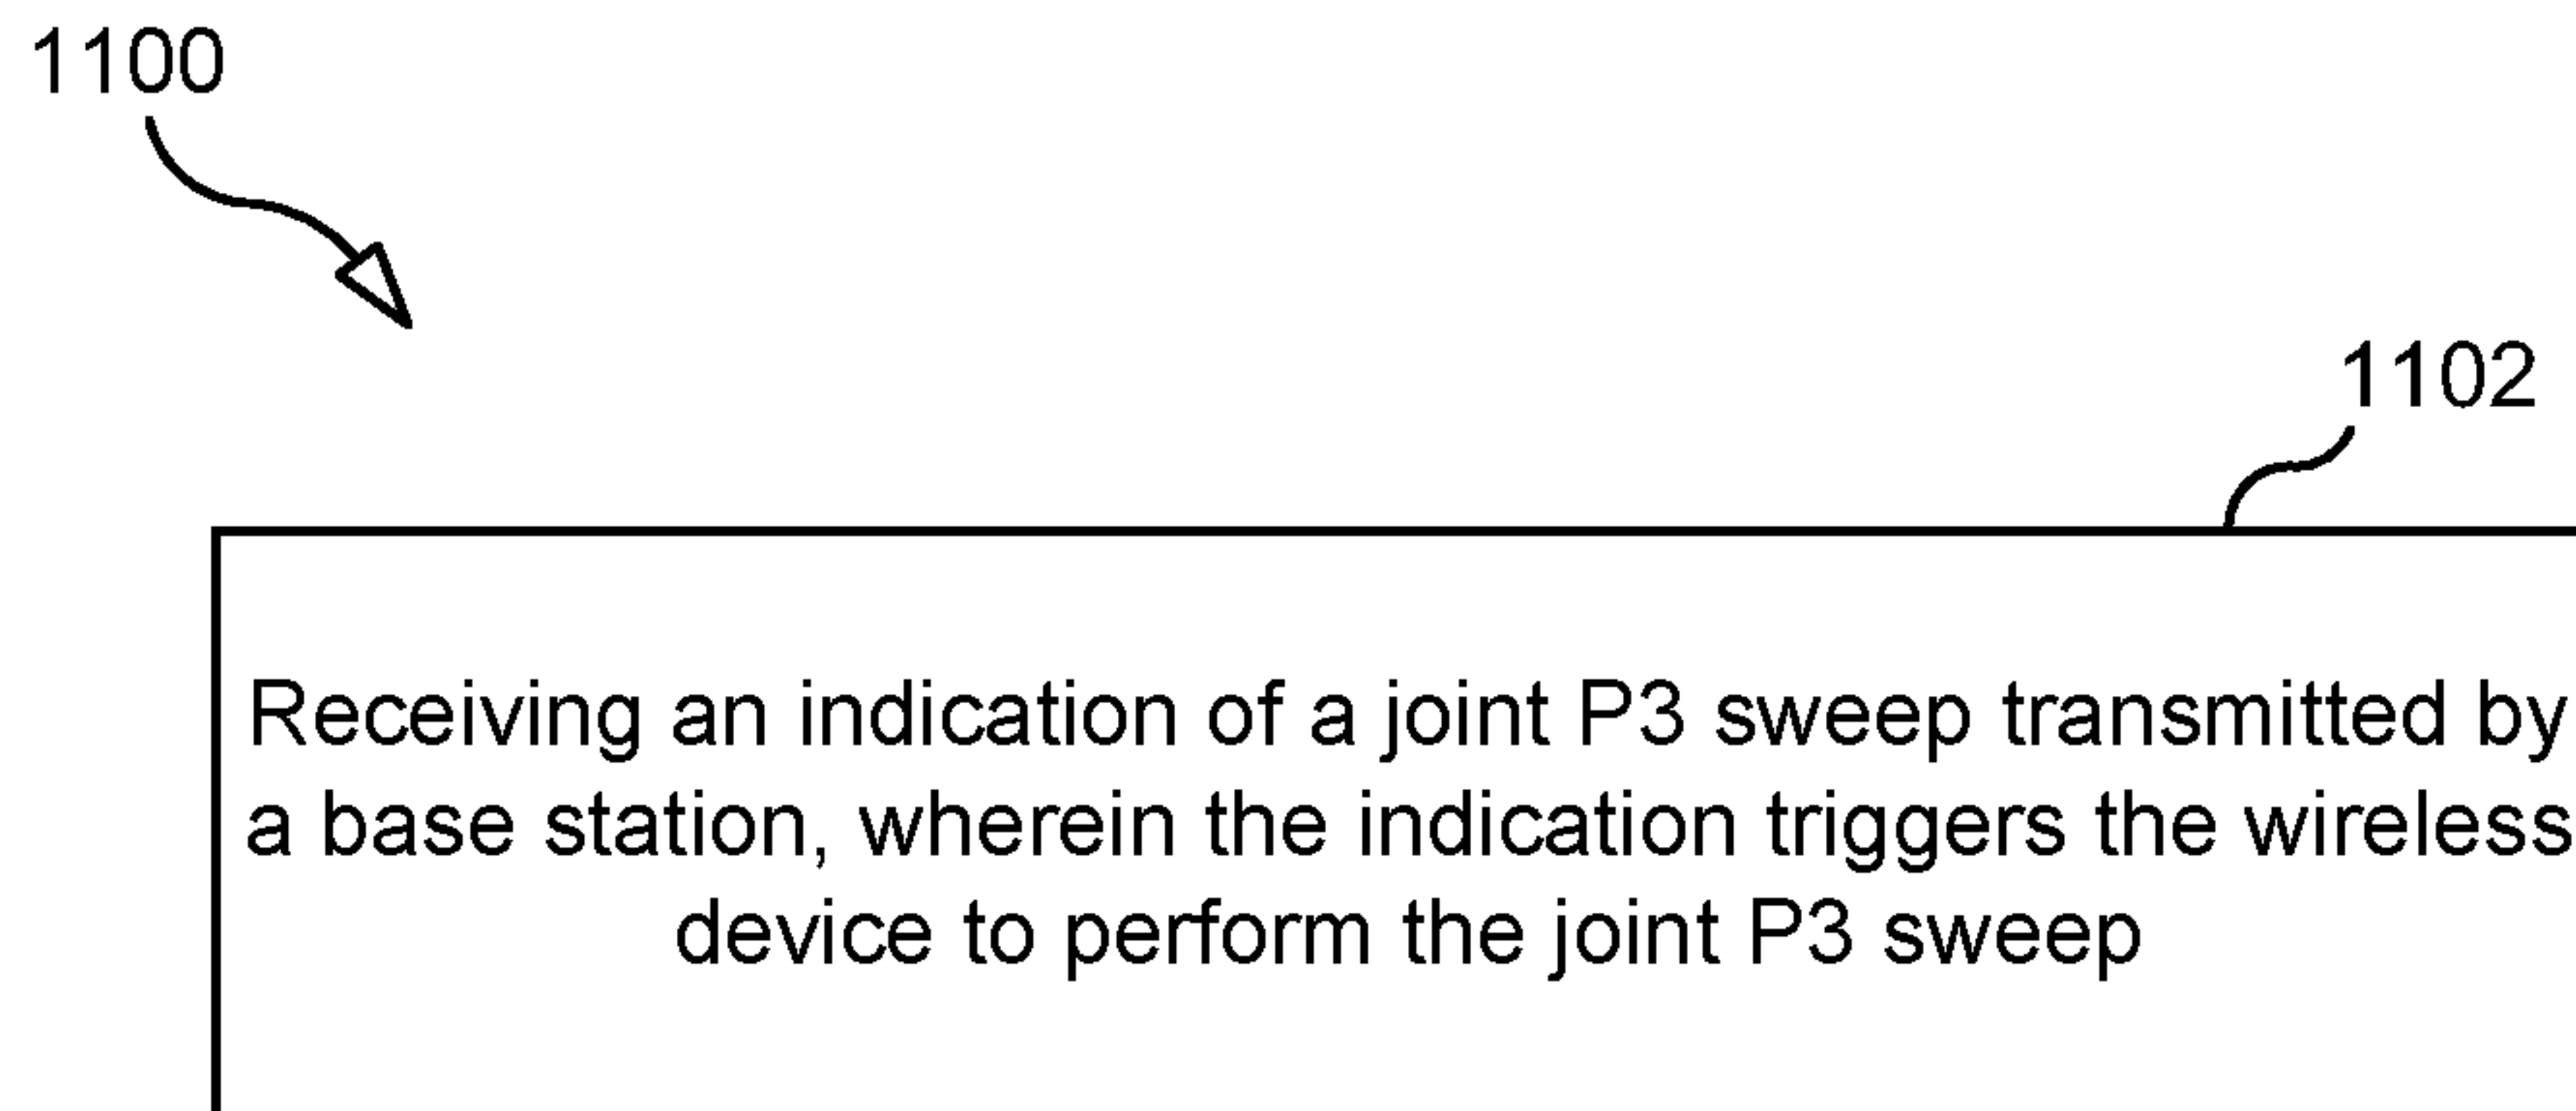 1100
1102
Receiving an indication of a joint P3 sweep transmitted by
a base station, wherein the indication triggers the wireless
device to perform the joint P3 sweep